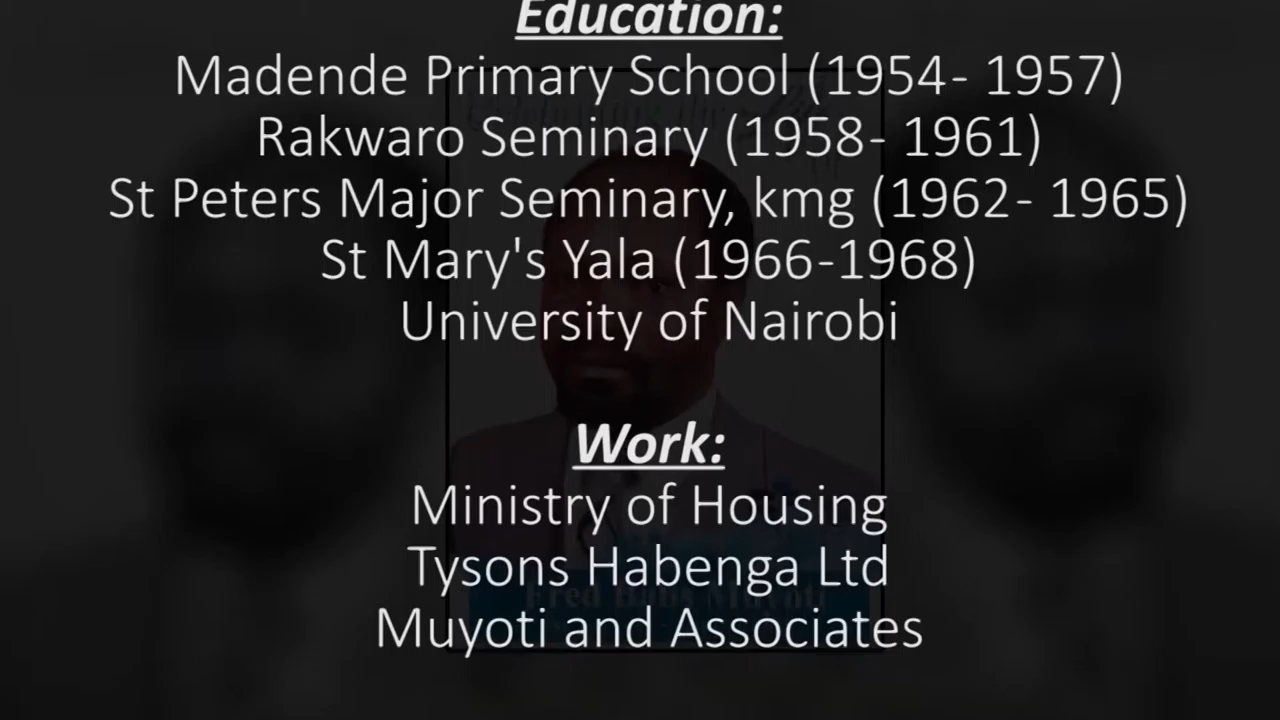 Education:
Madende Primary School (1954- 1957)
Rakwaro Seminary (1958- 1961)
St Peters Major Seminary, kmg (1962- 1965)
St Mary's Yala (1966-1968)
University of Nairobi
Work:
Ministry of Housing
Tysons Habenga Ltd
Muyoti and Associates